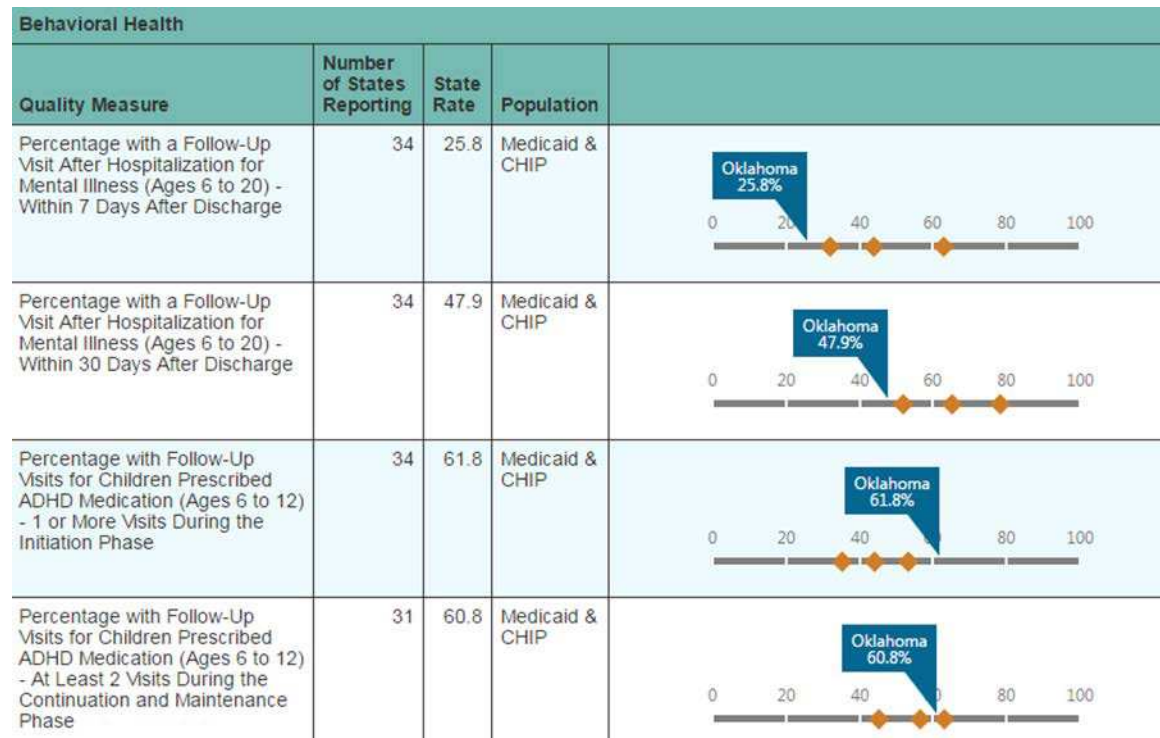 Behavioral Health
Quality Measure
Number
of States
Reporting
State
Rate
Population
Percentage with a Follow-Up
Visit After Hospitalization for
Mental Illness (Ages 6 to 20) -
Within 7 Days After Discharge
34
25.8
Medicaid &
CHIP
Oklahoma
25.8%
0 20 40 60 80 100
Percentage with a Follow-Up
Visit After Hospitalization for
Mental Illness (Ages 6 to 20) -
Within 30 Days After Discharge
34
47.9
Medicaid &
CHIP
Oklahoma
47.9%
0 20 40 60 80 100
Percentage with Follow-Up
Visits for Children Prescribed
ADHD Medication (Ages 6 to 12)
- 1 or More Visits During the
Initiation Phase
34
61.8
Medicaid &
CHIP
Oklahoma
61.8%
0 20 40 80 100
Percentage with Follow-Up
Visits for Children Prescribed
ADHD Medication (Ages 6 to 12)
- At Least 2 Visits During the
Continuation and Maintenance
Phase
31
60.8
Medicaid &
CHIP
Oklahoma
60.8%
0 20 40 80 100